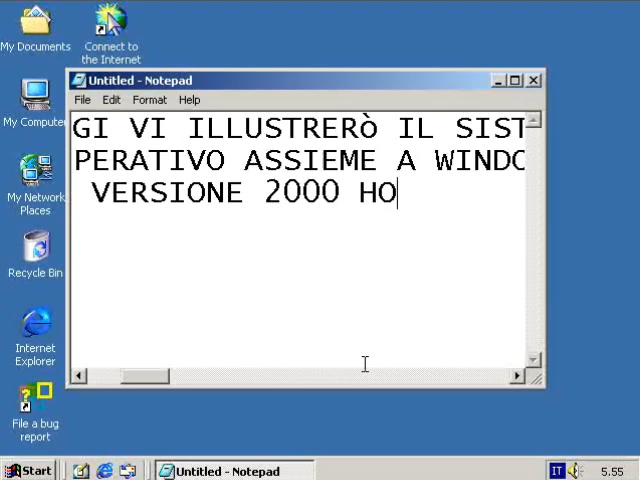 My Documents
Connect to
the Internet
Untitled - Notepad
File Edit Format Help
My Computer
GI VI ILLUSTRERò IL SIST
PERATIVO ASSIEME A WINDO
VERSIONE 2000 HO
My Network
Places
Recycle Bin
Internet
Explorer
File a bug
report
Start
Untitled - Notepad
IT
5.55